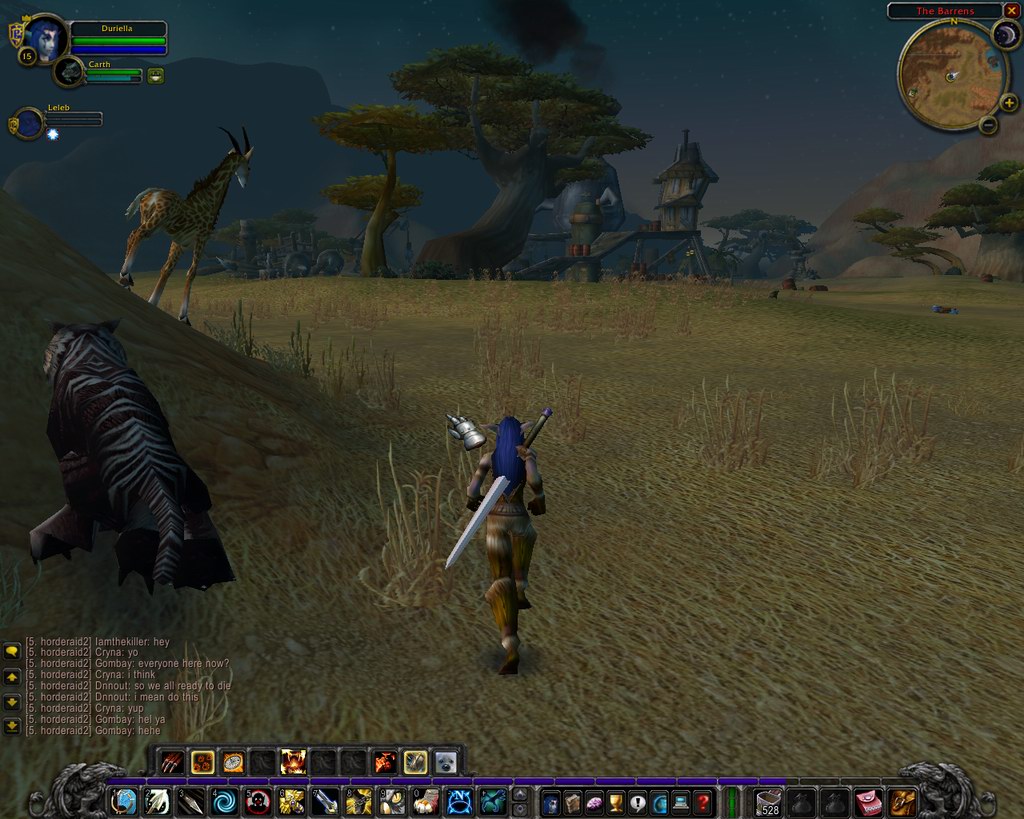 Duriella
15
Carth
Leleb
The Barrens
N
[5. horderaid2] Iamthekiller: hey
[5. horderaid2] Cryna: yo
[5. horderaid2] Gombay: everyone here now?
[5. horderaid2] Cryna: i think
[5. horderaid2] Dnnout: so we all ready to die
[5. horderaid2] Dnnout: i mean do this
[5. horderaid2] Cryna: yup
[5. horderaid2] Gombay: hel ya
[5. horderaid2] Gombay: hehe
528